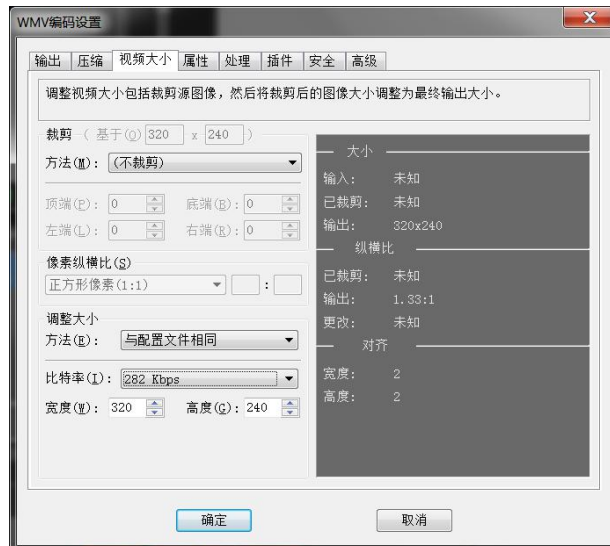 WMV编码设置
输出 压缩 视频大小 属性 处理 插件 安全 高级
调整视频大小包括裁剪源图像，然后将裁剪后的图像大小调整为最终输出大小。
裁剪 ( 基于(O) 320 x 240 )
方法(M): (不裁剪)
顶端(P): 0 底端(B): 0
左端(L): 0 右端(R): 0
像素纵横比(S)
正方形像素(1:1) :
调整大小
方法(E): 与配置文件相同
比特率(I): 282 Kbps
宽度(W): 320 高度(G): 240
大小
输入: 未知
已裁剪: 未知
输出: 320x240
纵横比
已裁剪: 未知
输出: 1.33:1
更改: 未知
对齐
宽度: 2
高度: 2
确定 取消